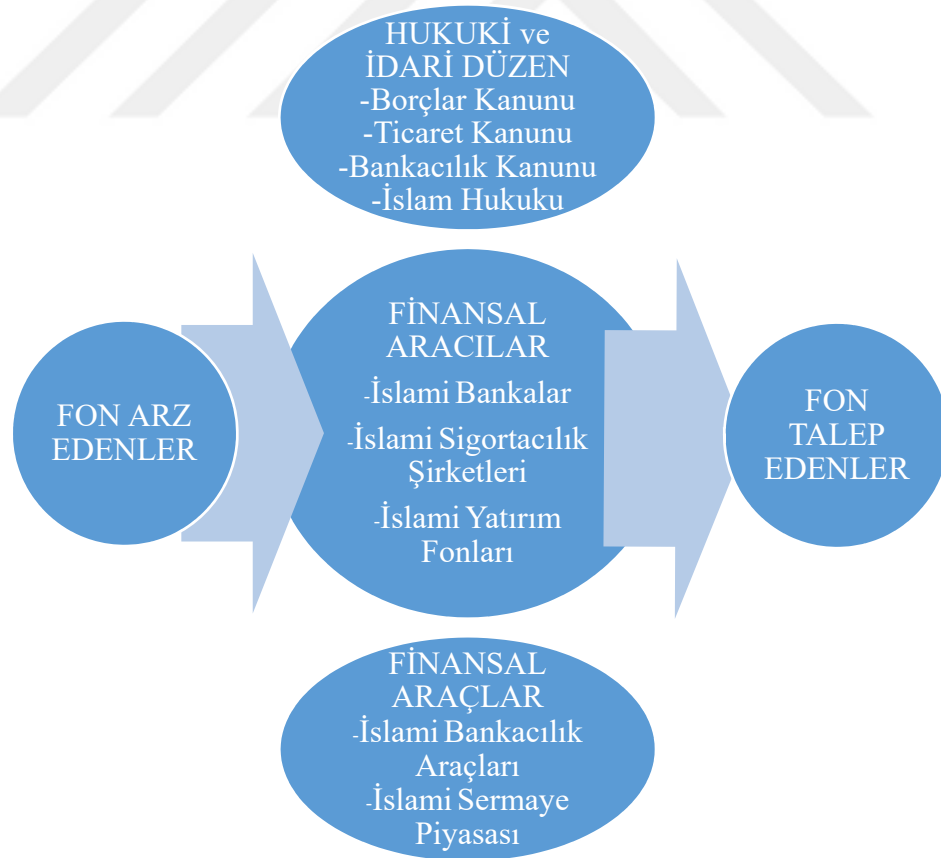 HUKUKİ ve
İDARİ DÜZEN
-Borçlar Kanunu
-Ticaret Kanunu
-Bankacılık Kanunu
-İslam Hukuku
FON ARZ
EDENLER
FİNANSAL
ARACILAR
-İslami Bankalar
-İslami Sigortacılık
Şirketleri
-İslami Yatırım
Fonları
FON
TALEP
EDENLER
FİNANSAL
ARAÇLAR
-İslami Bankacılık
Araçları
-İslami Sermaye
Piyasası